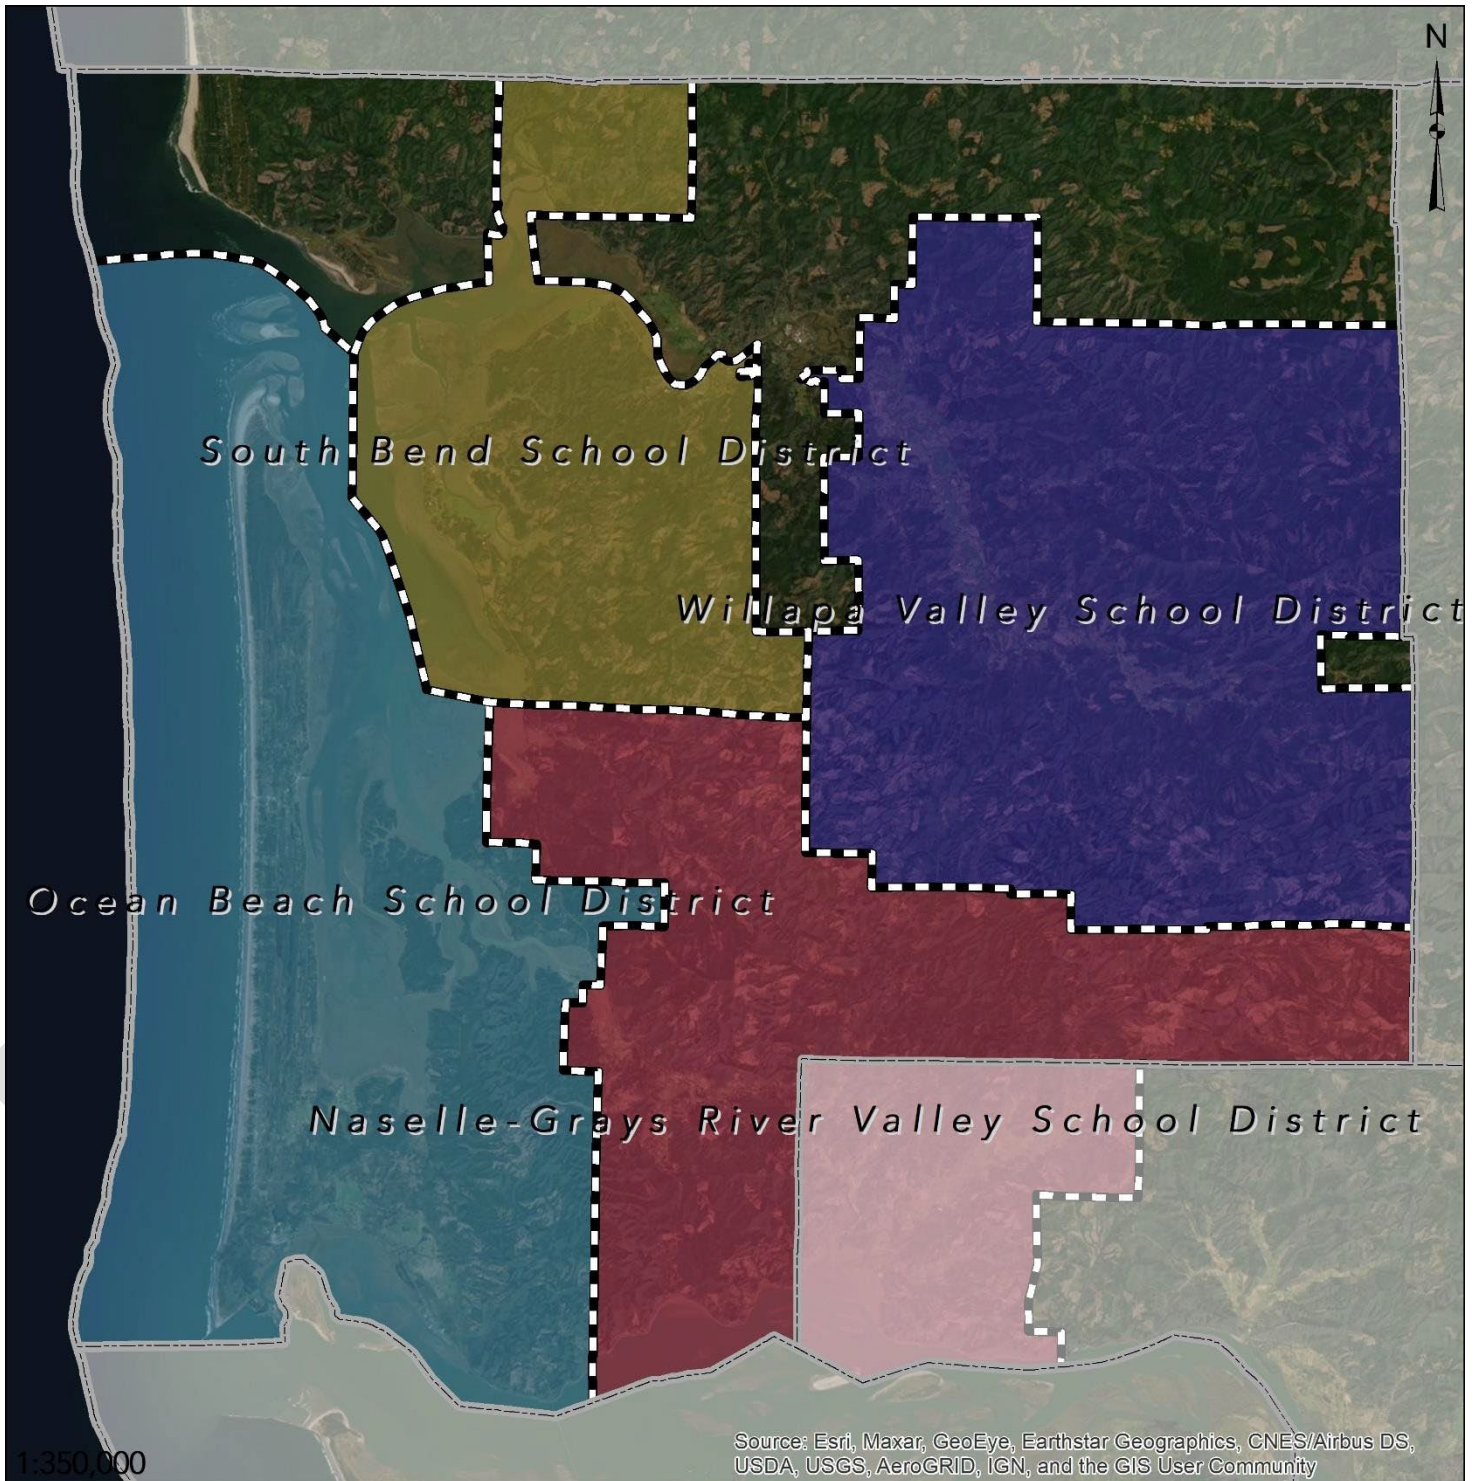 N
South Bend School District
Willapa Valley School District
Ocean Beach School District
Naselle-Grays River Valley School District
1:350,000
Source: Esri, Maxar, GeoEye, Earthstar Geographics, CNES/Airbus DS,
USDA, USGS, AeroGRID, IGN, and the GIS User Community